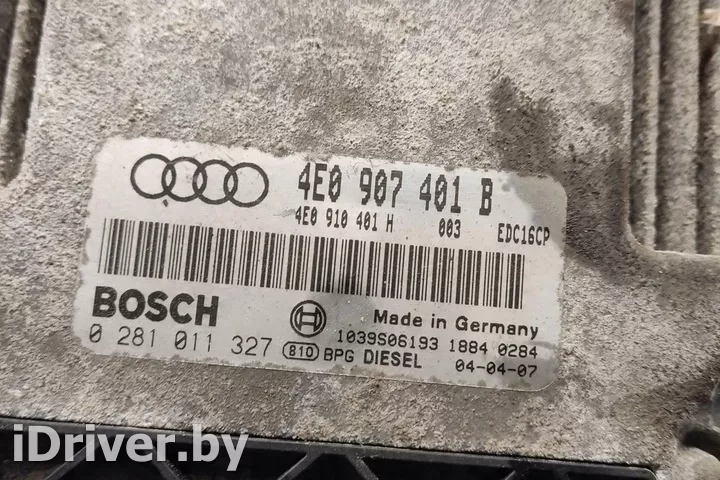 4E0 907 401 B
4E0 910 401 H 003 EDC16CP
BOSCH
Made in Germany
0 281 011 327 810 BPG DIESEL
1039S06193 1884 0284
04-04-07
iDriver.by